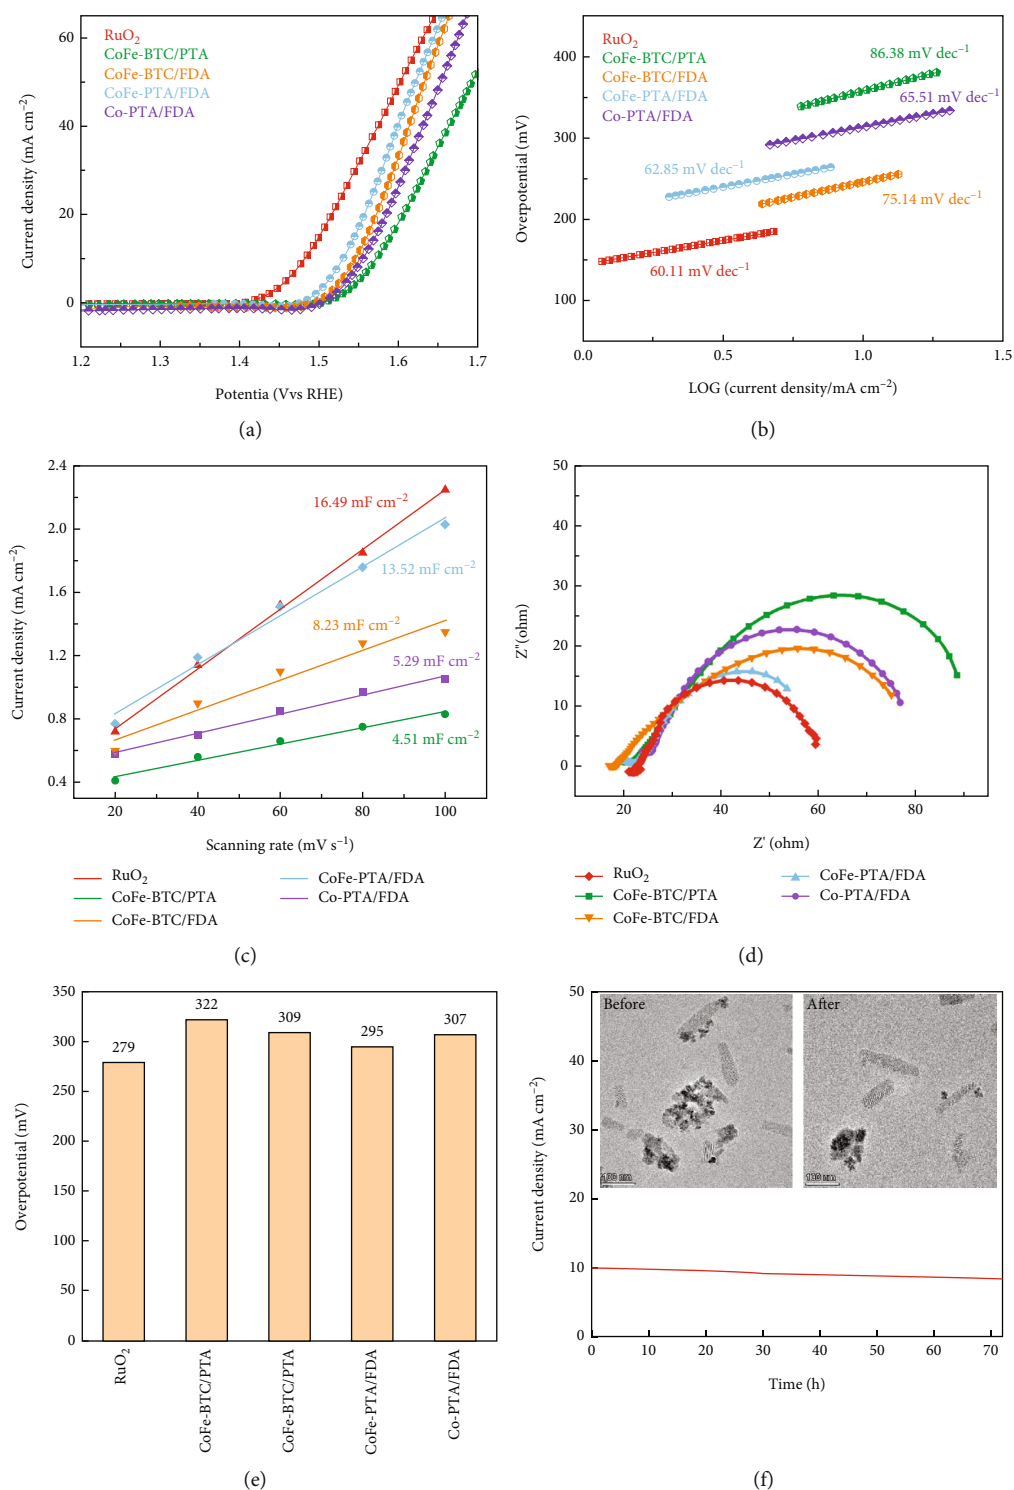 60
40
20
0
Current density (mA cm⁻²)
RuO₂
CoFe-BTC/PTA
CoFe-BTC/FDA
CoFe-PTA/FDA
Co-PTA/FDA
1.2 1.3 1.4 1.5 1.6 1.7
Potentia (Vvs RHE)
(a)
400
300
200
100
Overpotential (mV)
RuO₂
CoFe-BTC/PTA
CoFe-BTC/FDA
CoFe-PTA/FDA
Co-PTA/FDA
86.38 mV dec⁻¹
65.51 mV dec⁻¹
62.85 mV dec⁻¹
75.14 mV dec⁻¹
60.11 mV dec⁻¹
0.0 0.5 1.0 1.5
LOG (current density/mA cm⁻²)
(b)
2.4
2.0
1.6
1.2
0.8
0.4
Current density (mA cm⁻²)
16.49 mF cm⁻²
13.52 mF cm⁻²
8.23 mF cm⁻²
5.29 mF cm⁻²
4.51 mF cm⁻²
20 40 60 80 100
Scanning rate (mV s⁻¹)
RuO₂
CoFe-BTC/PTA
CoFe-BTC/FDA
CoFe-PTA/FDA
Co-PTA/FDA
(c)
50
40
30
20
10
0
Z"(ohm)
20 40 60 80
Z' (ohm)
RuO₂
CoFe-BTC/PTA
CoFe-BTC/FDA
CoFe-PTA/FDA
Co-PTA/FDA
(d)
350
300
250
200
150
100
50
0
Overpotential (mV)
279
322
309
295
307
RuO₂
CoFe-BTC/PTA
CoFe-BTC/PTA
CoFe-PTA/FDA
Co-PTA/FDA
(e)
50
40
30
20
10
0
Current density (mA cm⁻²)
Before
100 nm
After
100 nm
0 10 20 30 40 50 60 70
Time (h)
(f)